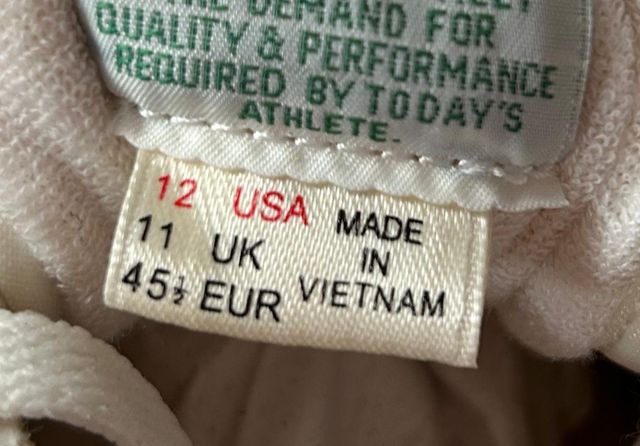 THE DEMAND FOR
QUALITY & PERFORMANCE
REQUIRED BY TODAY'S
ATHLETE.
12 USA MADE
11 UK IN
45½ EUR VIETNAM